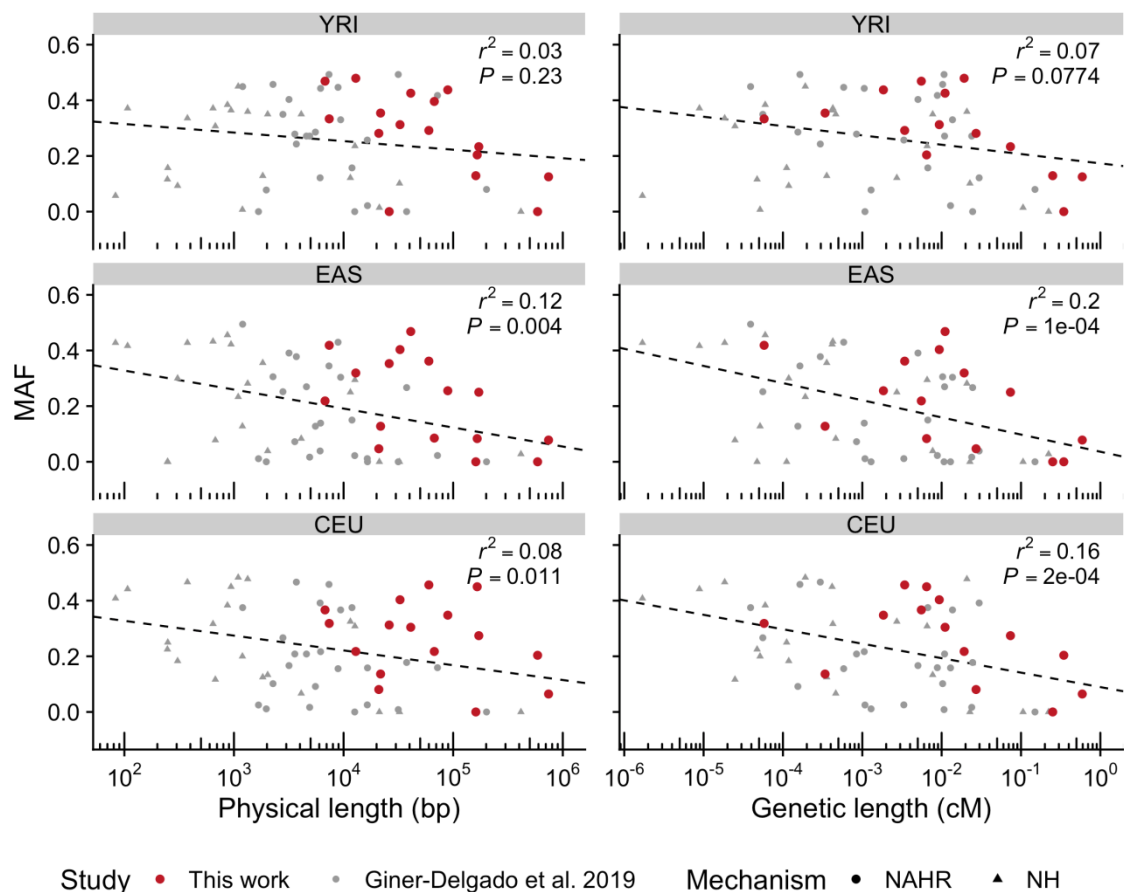 YRI
r² = 0.03
P = 0.23
YRI
r² = 0.07
P = 0.0774
0.6
0.4
0.2
0.0
EAS
r² = 0.12
P = 0.004
EAS
r² = 0.2
P = 1e-04
0.6
0.4
0.2
0.0
MAF
CEU
r² = 0.08
P = 0.011
CEU
r² = 0.16
P = 2e-04
0.6
0.4
0.2
0.0
10² 10³ 10⁴ 10⁵ 10⁶
Physical length (bp)
10⁻⁶ 10⁻⁵ 10⁻⁴ 10⁻³ 10⁻² 10⁻¹ 10⁰
Genetic length (cM)
Study This work Giner-Delgado et al. 2019 Mechanism NAHR NH